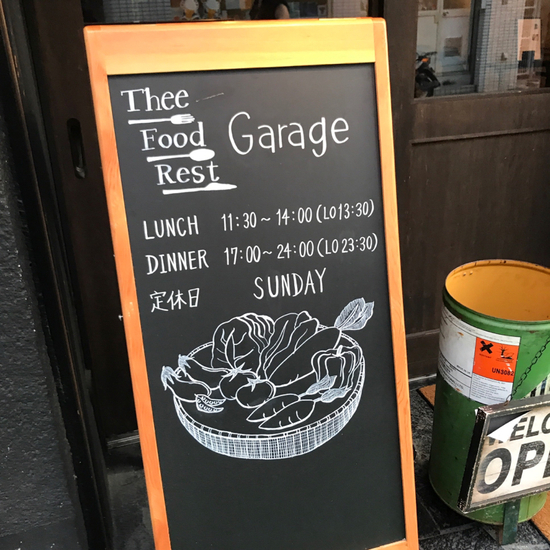 Thee
Food
Rest
Garage
LUNCH 11:30~14:00(LO13:30)
DINNER 17:00~24:00(LO23:30)
定休日 SUNDAY